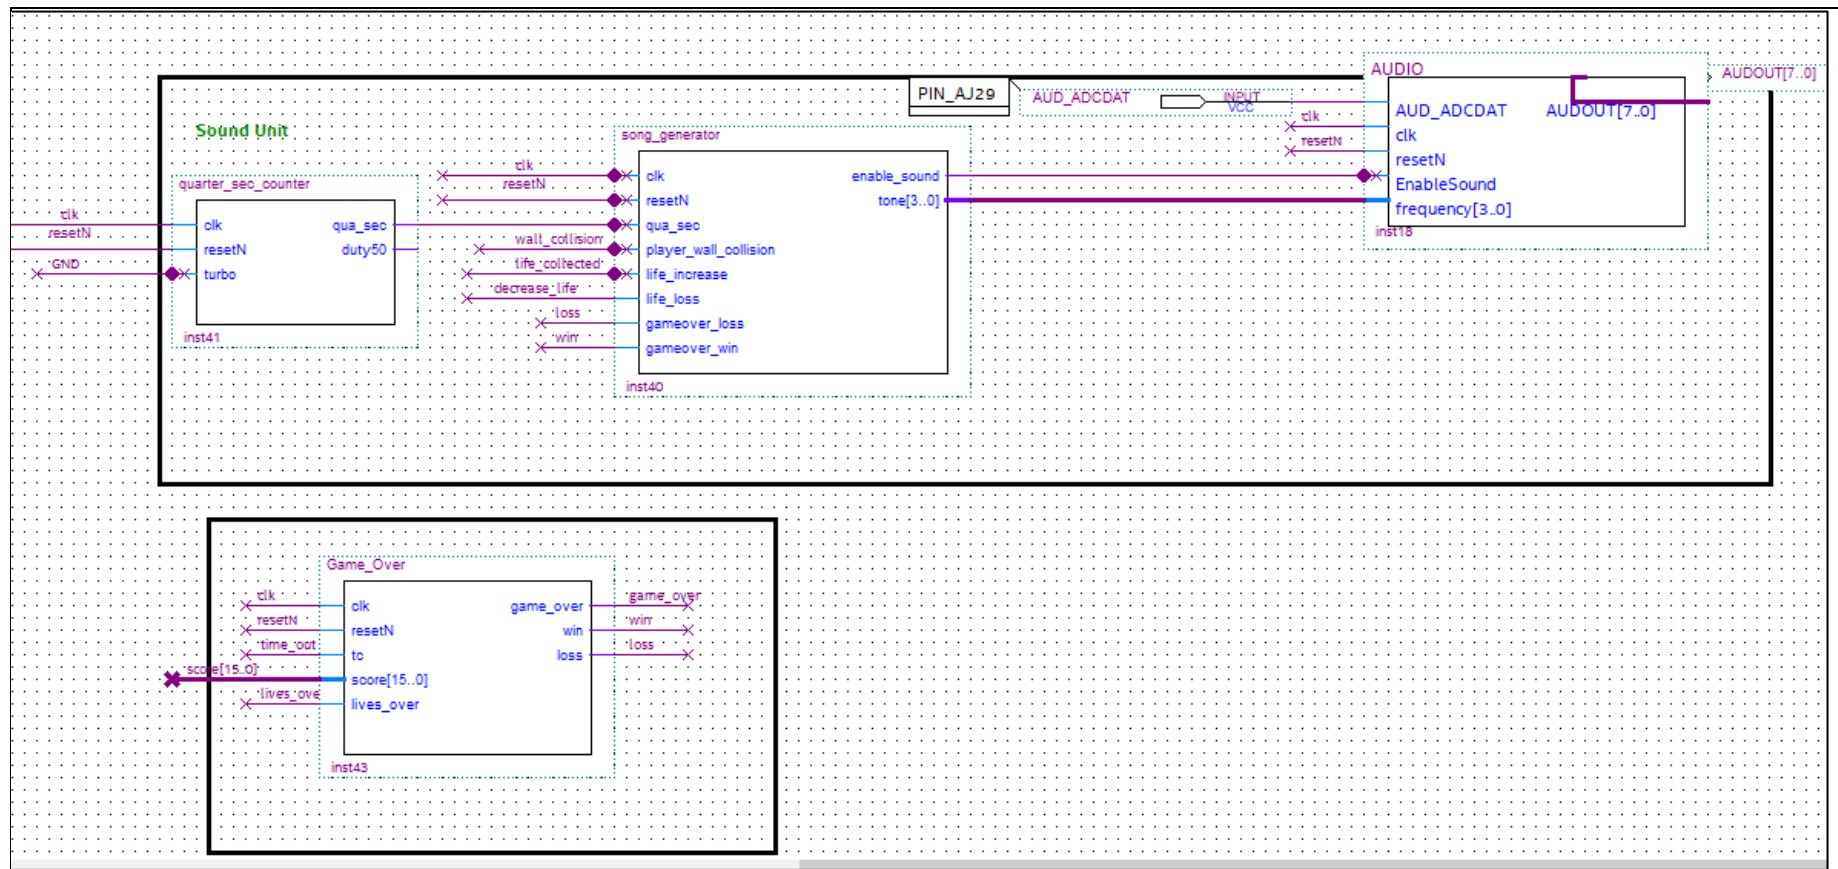 AUDIO
AUDOUT[7..0]
PIN_AJ29
AUD_ADCDAT
INPUT
VCC
AUD_ADCDAT
AUDOUT[7..0]
clk
clk
resetN
resetN
EnableSound
frequency[3..0]
inst18
Sound Unit
song_generator
clk
clk
enable_sound
resetN
resetN
tone[3..0]
qua_sec
wall_collision
player_wall_collision
life_collected
life_increase
decrease_life
life_loss
loss
gameover_loss
win
gameover_win
inst40
quarter_sec_counter
clk
clk
qua_sec
resetN
resetN
duty50
GND
turbo
inst41
Game_Over
clk
clk
game_over
game_over
resetN
resetN
win
win
time_out
tc
loss
loss
score[15..0]
score[15..0]
lives_ove
lives_over
inst43